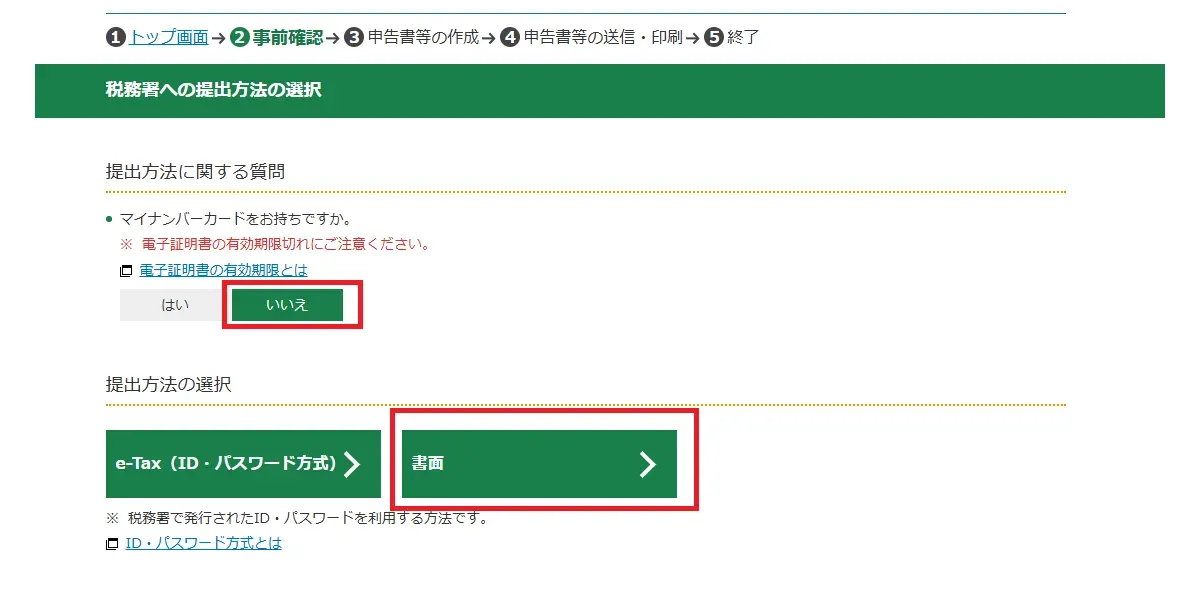 1 トップ画面 → 2 事前確認 → 3 申告書等の作成 → 4 申告書等の送信・印刷 → 5 終了
税務署への提出方法の選択
提出方法に関する質問
マイナンバーカードをお持ちですか。
※ 電子証明書の有効期限切れにご注意ください。
電子証明書の有効期限とは
はい いいえ
提出方法の選択
e-Tax（ID・パスワード方式） 書面
※ 税務署で発行されたID・パスワードを利用する方法です。
ID・パスワード方式とは